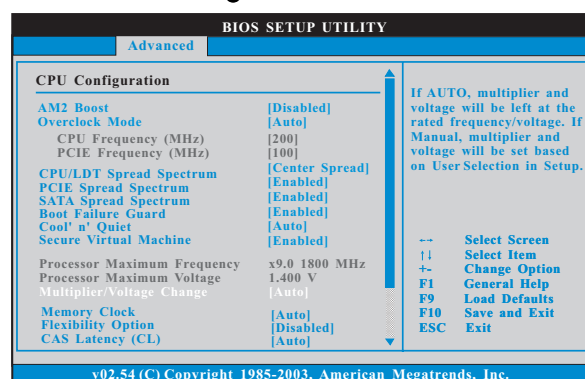 BIOS SETUP UTILITY
Advanced
CPU Configuration
AM2 Boost [Disabled]
Overclock Mode [Auto]
CPU Frequency (MHz) [200]
PCIE Frequency (MHz) [100]
CPU/LDT Spread Spectrum [Center Spread]
PCIE Spread Spectrum [Enabled]
SATA Spread Spectrum [Enabled]
Boot Failure Guard [Enabled]
Cool' n' Quiet [Auto]
Secure Virtual Machine [Enabled]
Processor Maximum Frequency x9.0 1800 MHz
Processor Maximum Voltage 1.400 V
Multiplier/Voltage Change [Auto]
Memory Clock [Auto]
Flexibility Option [Disabled]
CAS Latency (CL) [Auto]
If AUTO, multiplier and
voltage will be left at the
rated frequency/voltage. If
Manual, multiplier and
voltage will be set based
on User Selection in Setup.
←→ Select Screen
↑↓ Select Item
+- Change Option
F1 General Help
F9 Load Defaults
F10 Save and Exit
ESC Exit
v02.54 (C) Copyright 1985-2003, American Megatrends, Inc.